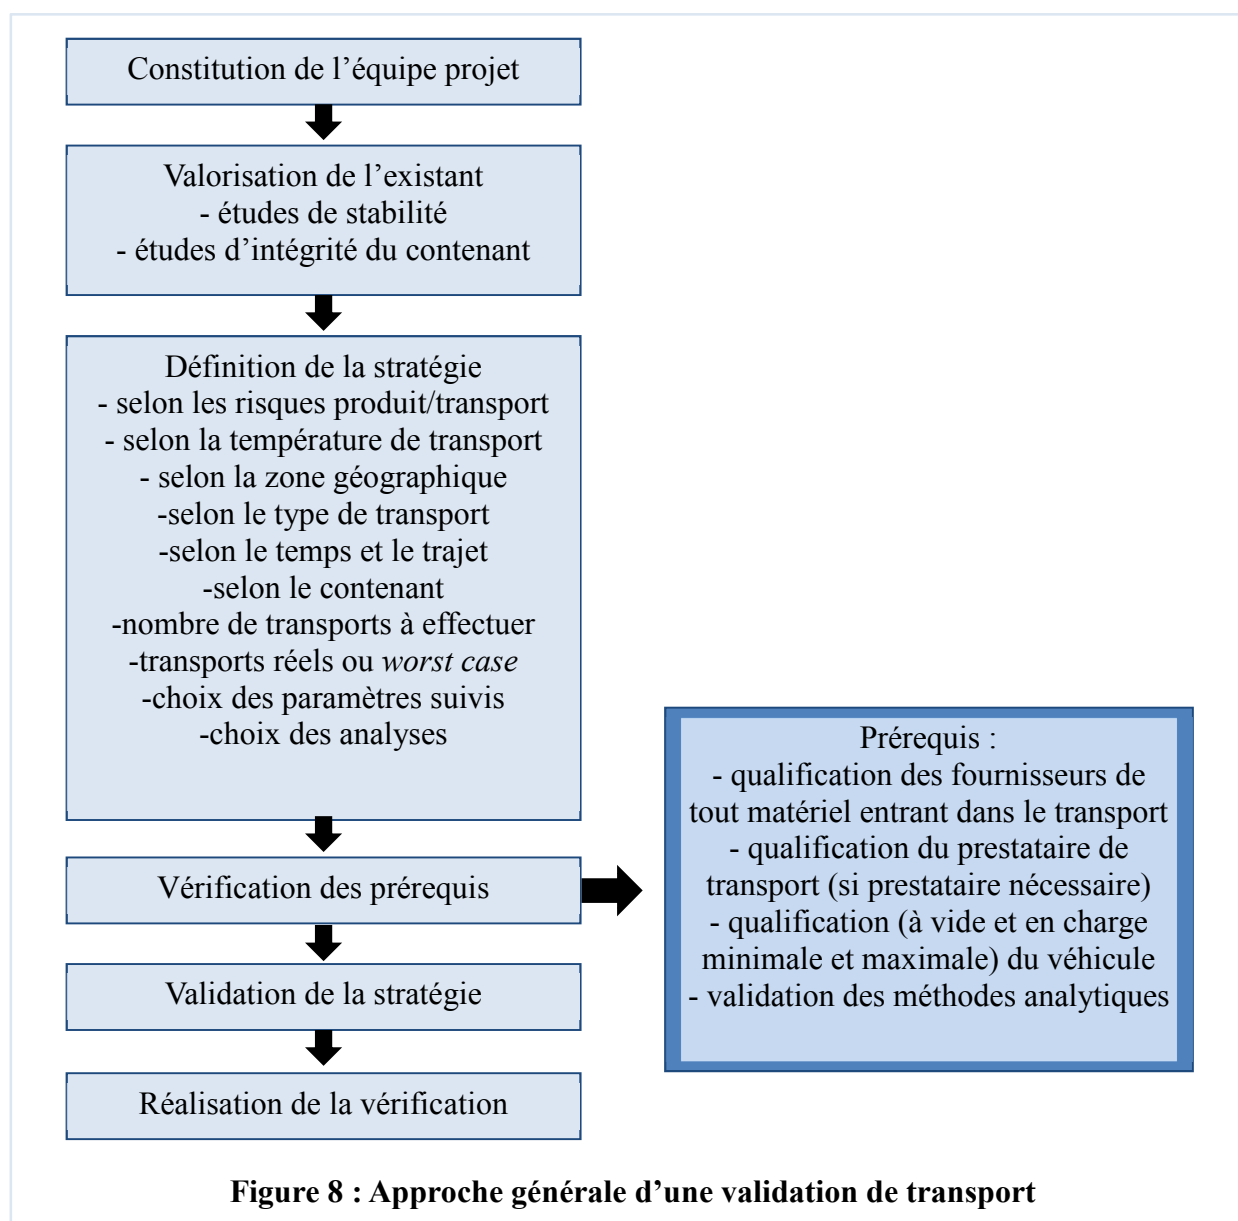 Constitution de l’équipe projet
Valorisation de l’existant
- études de stabilité
- études d’intégrité du contenant
Définition de la stratégie
- selon les risques produit/transport
- selon la température de transport
- selon la zone géographique
-selon le type de transport
-selon le temps et le trajet
-selon le contenant
-nombre de transports à effectuer
-transports réels ou worst case
-choix des paramètres suivis
-choix des analyses
Vérification des prérequis
Prérequis :
- qualification des fournisseurs de
tout matériel entrant dans le transport
- qualification du prestataire de
transport (si prestataire nécessaire)
- qualification (à vide et en charge
minimale et maximale) du véhicule
- validation des méthodes analytiques
Validation de la stratégie
Réalisation de la vérification
Figure 8 : Approche générale d’une validation de transport